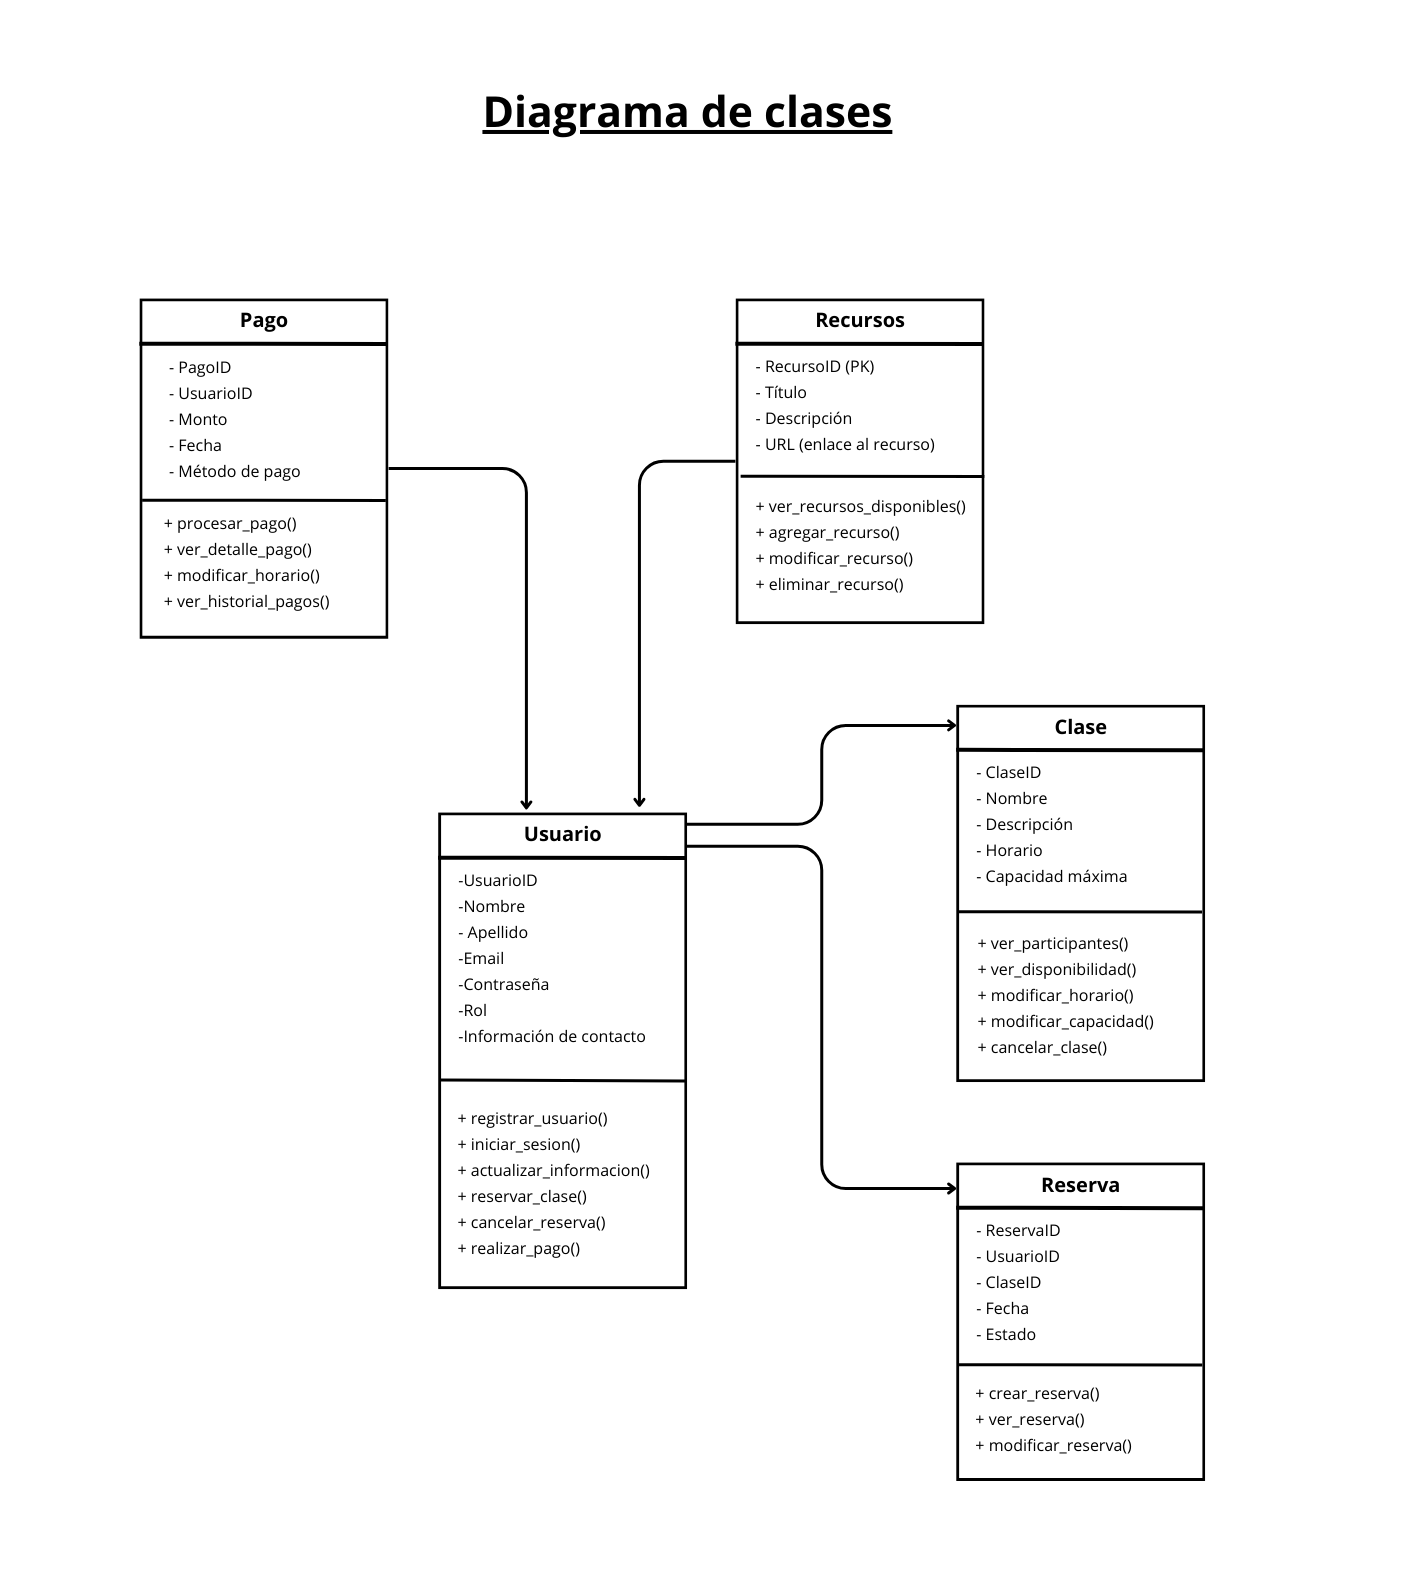 Diagrama de clases
Pago
- PagoID
- UsuarioID
- Monto
- Fecha
- Método de pago
+ procesar_pago()
+ ver_detalle_pago()
+ modificar_horario()
+ ver_historial_pagos()
Recursos
- RecursoID (PK)
- Título
- Descripción
- URL (enlace al recurso)
+ ver_recursos_disponibles()
+ agregar_recurso()
+ modificar_recurso()
+ eliminar_recurso()
Usuario
-UsuarioID
-Nombre
- Apellido
-Email
-Contraseña
-Rol
-Información de contacto
+ registrar_usuario()
+ iniciar_sesion()
+ actualizar_informacion()
+ reservar_clase()
+ cancelar_reserva()
+ realizar_pago()
Clase
- ClaseID
- Nombre
- Descripción
- Horario
- Capacidad máxima
+ ver_participantes()
+ ver_disponibilidad()
+ modificar_horario()
+ modificar_capacidad()
+ cancelar_clase()
Reserva
- ReservaID
- UsuarioID
- ClaseID
- Fecha
- Estado
+ crear_reserva()
+ ver_reserva()
+ modificar_reserva()